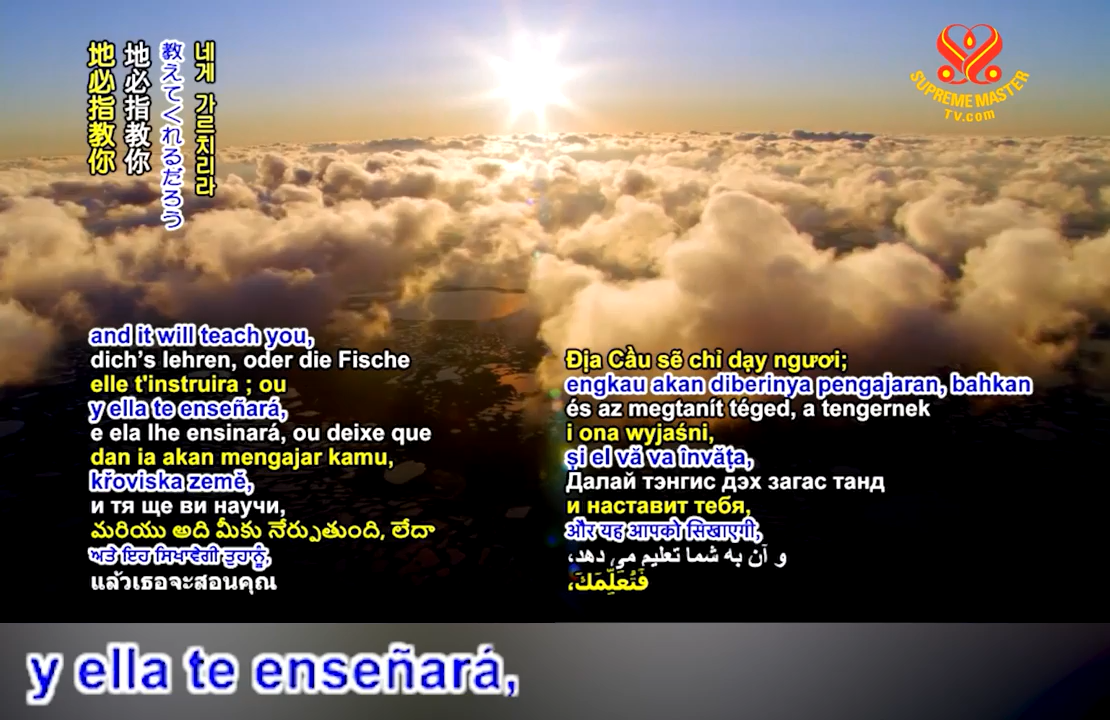 네게 가르치리라
教えてくれるだろう
地必指教你
地必指教你
SUPREME MASTER
TV.com
and it will teach you,
dich's lehren, oder die Fische
elle t'instruira ; ou
y ella te enseñará,
e ela lhe ensinará, ou deixe que
dan ia akan mengajar kamu,
křoviska země,
и тя ще ви научи,
మరియు అది మీకు నేర్పుతుంది, లేదా
ਅਤੇ ਇਹ ਸਿਖਾਵੇਗੀ ਤੁਹਾਨੂੰ,
แล้วเธอจะสอนคุณ
Địa Cầu sẽ chỉ dạy ngươi;
engkau akan diberinya pengajaran, bahkan
és az megtanít téged, a tengernek
i ona wyjaśni,
și el vă va învăța,
Далай тэнгис дэх загас танд
и наставит тебя,
और यह आपको सिखाएगी,
و آن به شما تعلیم می دهد،
فَتُعَلِّمَكَ،
y ella te enseñará,